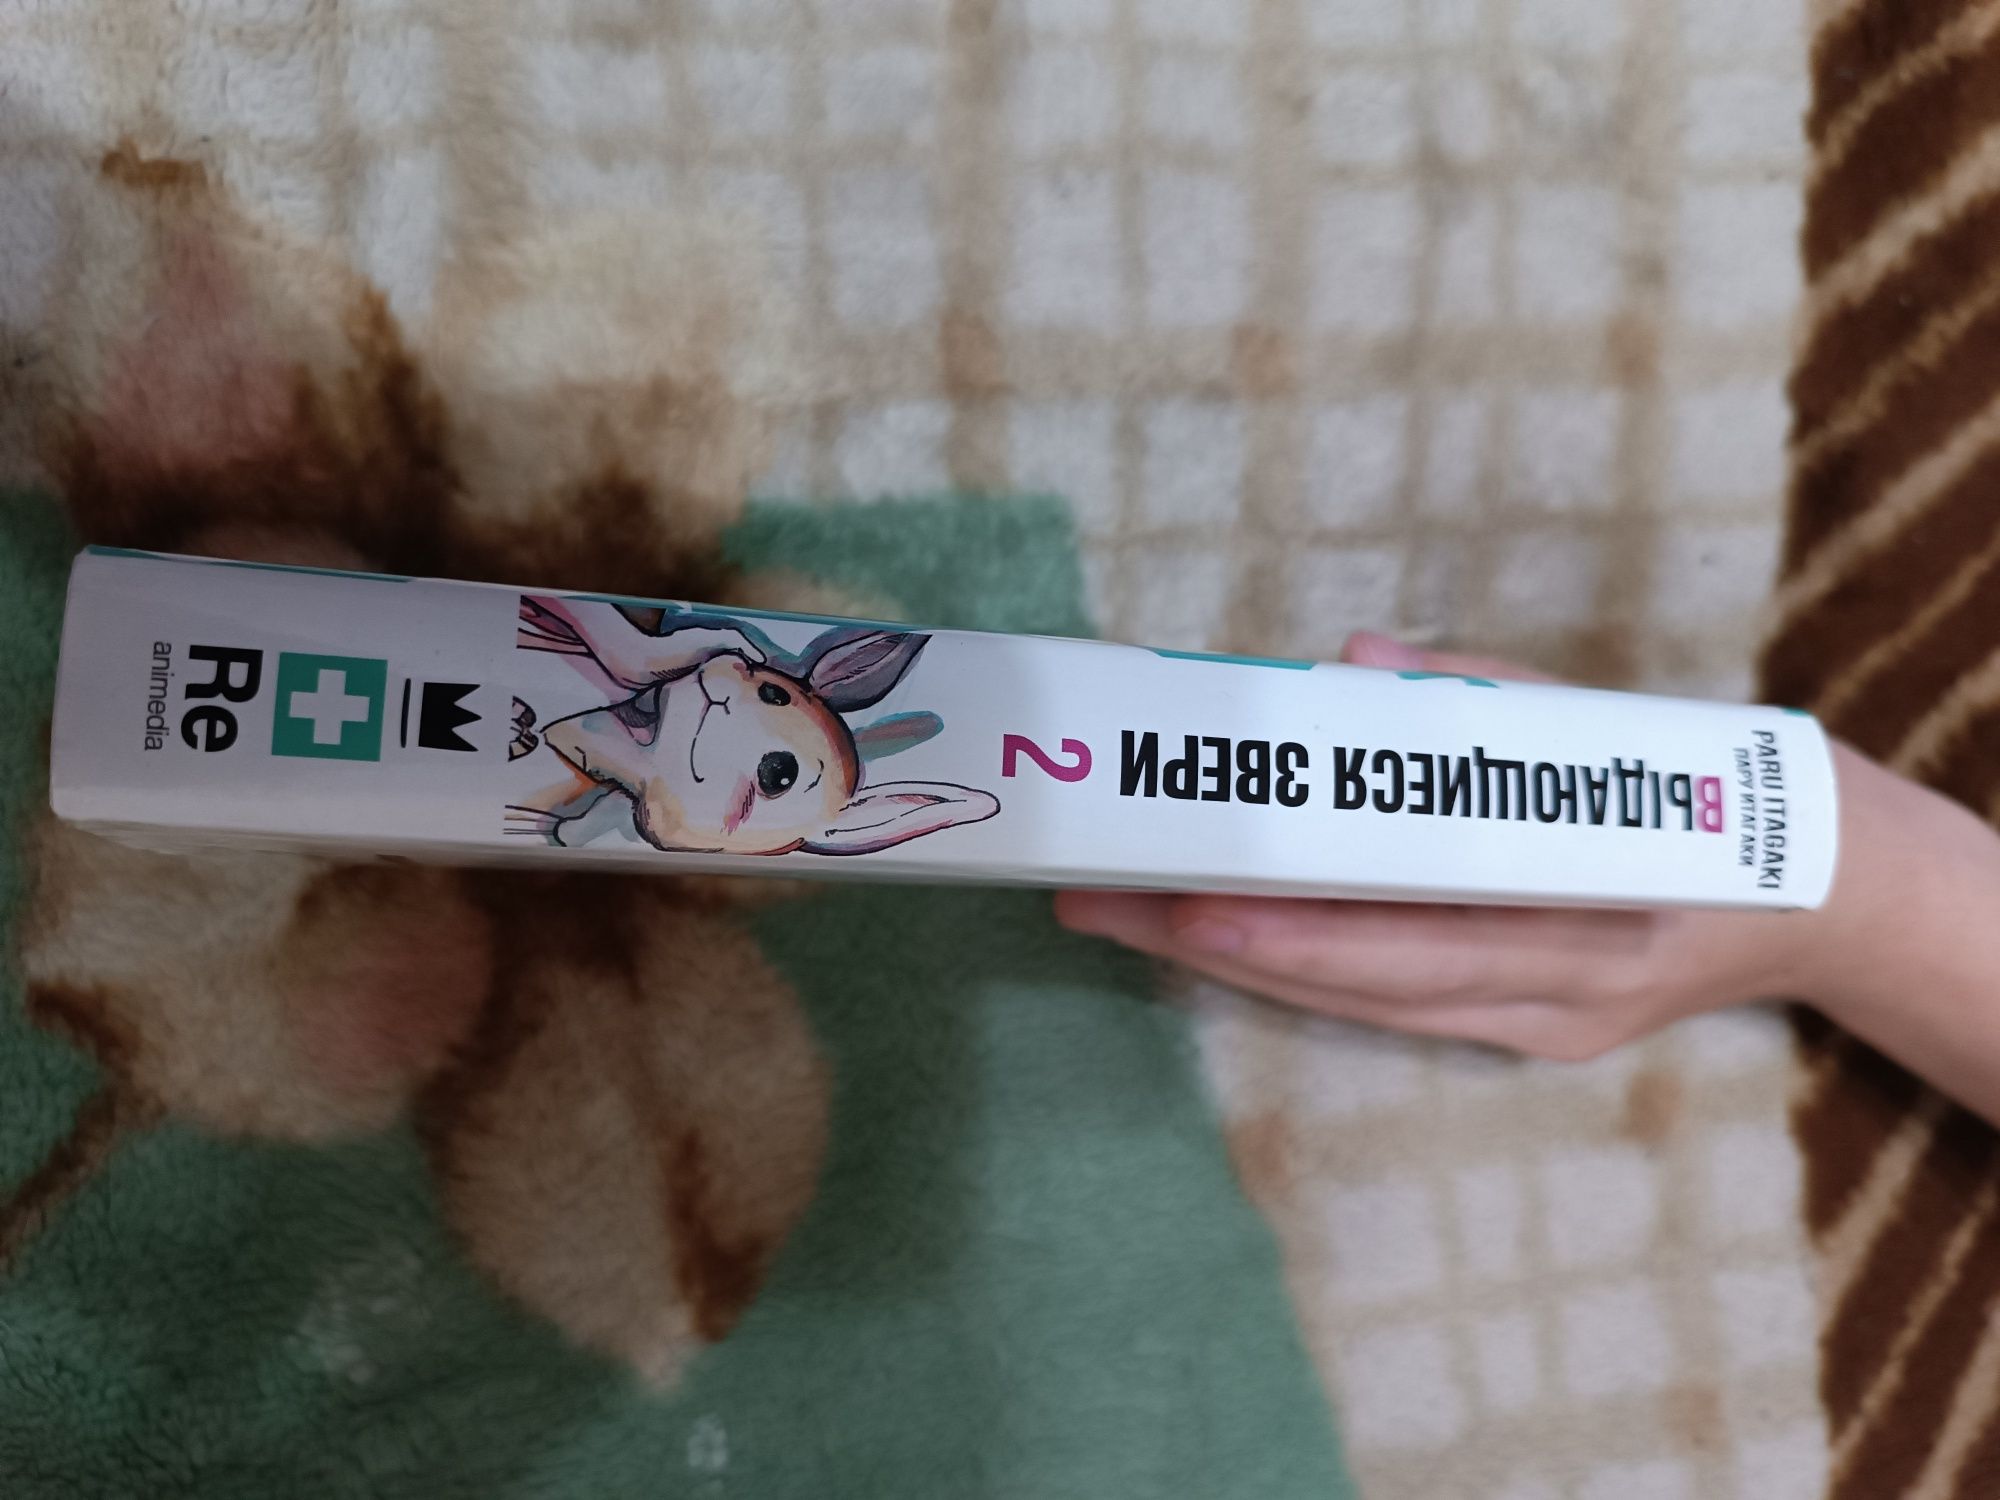 PARU ITAGAKI
ПАРУ ИТАГАКИ
ВЫДАЮЩИЕСЯ ЗВЕРИ
2
Re
animedia